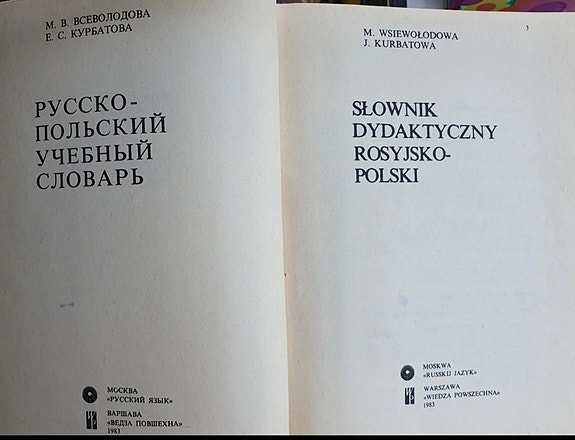 М. В. ВСЕВОЛОДОВА
Е. С. КУРБАТОВА
РУССКО-
ПОЛЬСКИЙ
УЧЕБНЫЙ
СЛОВАРЬ
МОСКВА
«РУССКИЙ ЯЗЫК»
ВАРШАВА
«ВЕДЗА ПОВШЕХНА»
1983
3
M. WSIEWOŁODOWA
J. KURBATOWA
SŁOWNIK
DYDAKTYCZNY
ROSYJSKO-
POLSKI
MOSKWA
«RUSSKIJ JAZYK»
WARSZAWA
«WIEDZA POWSZECHNA»
1983